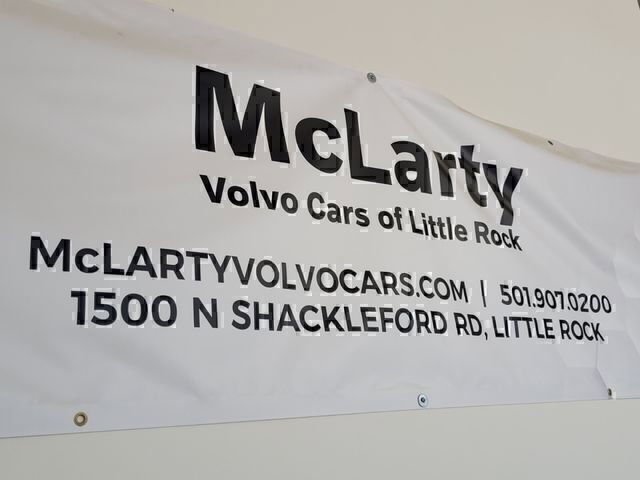 McLarty
Volvo Cars of Little Rock
McLARTYVOLVOCARS.COM | 501.907.0200
1500 N SHACKLEFORD RD, LITTLE ROCK